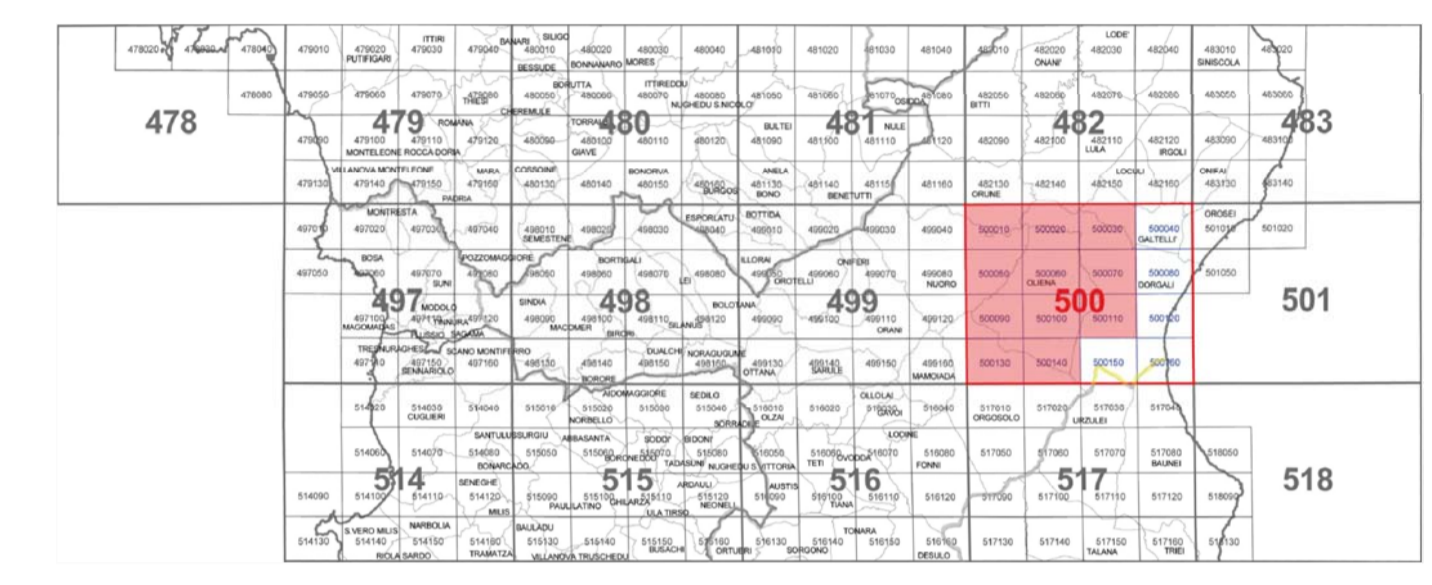 ITTIRI BANARI SILIGO LODE'
478020 478030 478040 479010 479020 479030 479040 480010 480020 480030 480040 481010 481020 481030 481040 482010 482020 482030 482040 483010 483020
PUTIFIGARI BESSUDE BONNANARO MORES ONANI' SINISCOLA
BORUTTA ITTIREDDU
478080 479050 479060 479070 479080 480050 480060 480070 480080 481050 481060 481070 481080 482050 482060 482070 482080 483050 483060
THIESI CHEREMULE NUGHEDU S.NICOLO' OSIDDA BITTI
478 479 480 481 482 483
ROMANA TORRALBA BULTEI NULE
479090 479100 479110 479120 480090 480100 480110 480120 481090 481100 481110 481120 482090 482100 482110 482120 483090 483100
MONTELEONE ROCCA DORIA GIAVE LULA IRGOLI
VILLANOVA MONTELEONE MARA COSSOINE BONORVA ANELA LOCULI ONIFAI
479130 479140 479150 479160 480130 480140 480150 480160 481130 481140 481150 481160 482130 482140 482150 482160 483130 483140
PADRIA BURGOS BONO BENETUTTI ORUNE
MONTRESTA ESPORLATU BOTTIDA OROSEI
497010 497020 497030 497040 498010 498020 498030 498040 499010 499020 499030 499040 500010 500020 500030 500040 501010 501020
SEMESTENE GALTELLI'
BOSA POZZOMAGGIORE BORTIGALI ILLORAI ONIFERI
497050 497060 497070 497080 498050 498060 498070 498080 499050 499060 499070 499080 500050 500060 500070 500080 501050
SUNI LEI OROTELLI NUORO OLIENA DORGALI
497 498 499 500 501
MODOLO SINDIA BOLOTANA
497100 497110 497120 498090 498100 498110 498120 499090 499100 499110 499120 500090 500100 500110 500120
MAGOMADAS TINNURA FLUSSIO SAGAMA MACOMER BIRORI SILANUS ORANI
TRESNURAGHES SCANO MONTIFERRO DUALCHI NORAGUGUME
497140 497150 497160 498130 498140 498150 498160 499130 499140 499150 499160 500130 500140 500150 500160
SENNARIOLO BORORE OTTANA SARULE MAMOIADA
AIDOMAGGIORE SEDILO OLLOLAI
514020 514030 514040 515010 515020 515030 515040 516010 516020 516030 516040 517010 517020 517030 517040
CUGLIERI NORBELLO SORRADILE OLZAI GAVOI ORGOSOLO URZULEI
SANTULUSSURGIU ABBASANTA SODDI' BIDONI' LODINE
514060 514070 514080 515050 515060 515070 515080 516050 516060 516070 516080 517050 517060 517070 517080 518050
BONARCADO BORONEDDU TADASUNI NUGHEDU S. VITTORIA TETI OVODDA FONNI BAUNEI
514 515 516 517 518
SENEGHE ARDAULI AUSTIS
514090 514100 514110 514120 515090 515100 515110 515120 516090 516100 516110 516120 517090 517100 517110 517120 518090
MILIS PAULILATINO GHILARZA ULA TIRSO NEONELI TIANA
S.VERO MILIS NARBOLIA BAULADU TONARA
514130 514140 514150 514160 515130 515140 515150 515160 516130 516140 516150 516160 517130 517140 517150 517160 518130
RIOLA SARDO TRAMATZA VILLANOVA TRUSCHEDU BUSACHI ORTUERI SORGONO DESULO TALANA TRIEI